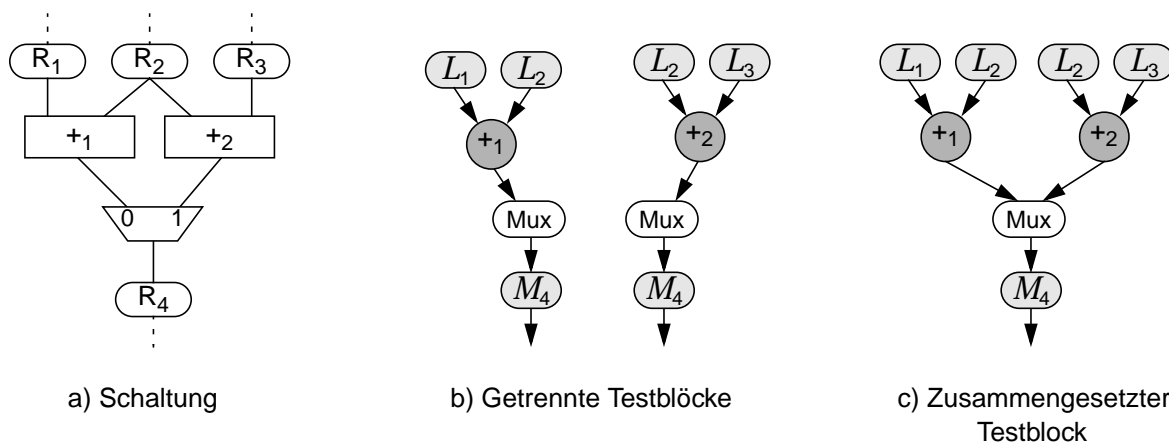 R1 R2 R3
+1 +2
0 1
R4
a) Schaltung
L1 L2 L2 L3
+1 +2
Mux Mux
M4 M4
b) Getrennte Testblöcke
L1 L2 L2 L3
+1 +2
Mux
M4
c) Zusammengesetzter
Testblock